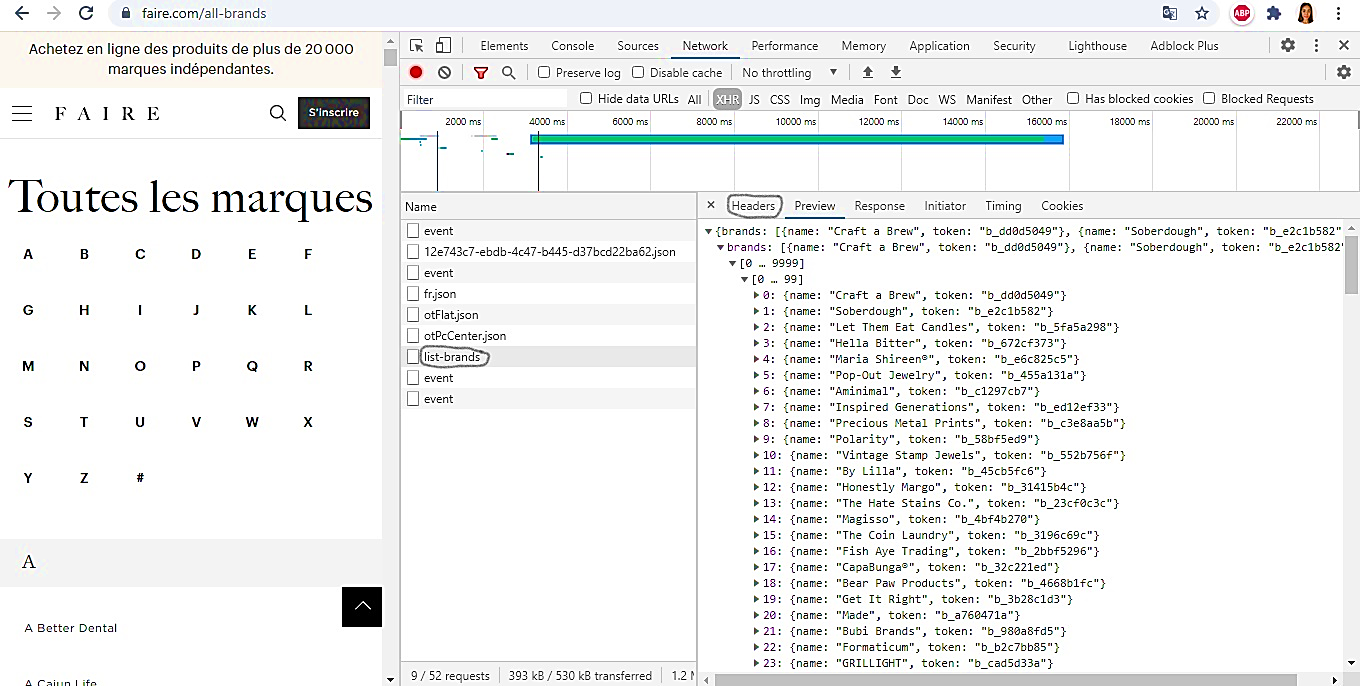 faire.com/all-brands
ABP
Achetez en ligne des produits de plus de 20 000
marques indépendantes.
FAIRE
S'inscrire
Toutes les marques
A B C D E F
G H I J K L
M N O P Q R
S T U V W X
Y Z #
A
A Better Dental
A Cajun Life
Elements Console Sources Network Performance Memory Application Security Lighthouse Adblock Plus
Preserve log Disable cache No throttling
Filter Hide data URLs All XHR JS CSS Img Media Font Doc WS Manifest Other Has blocked cookies Blocked Requests
2000 ms 4000 ms 6000 ms 8000 ms 10000 ms 12000 ms 14000 ms 16000 ms 18000 ms 20000 ms 22000 ms
Name
event
12e743c7-ebdb-4c47-b445-d37bcd22ba62.json
event
fr.json
otFlat.json
otPcCenter.json
list-brands
event
event
9 / 52 requests 393 kB / 530 kB transferred 1.2 M
Headers Preview Response Initiator Timing Cookies
{brands: [{name: "Craft a Brew", token: "b_dd0d5049"}, {name: "Soberdough", token: "b_e2c1b582"
brands: [{name: "Craft a Brew", token: "b_dd0d5049"}, {name: "Soberdough", token: "b_e2c1b582"
[0 … 9999]
[0 … 99]
0: {name: "Craft a Brew", token: "b_dd0d5049"}
1: {name: "Soberdough", token: "b_e2c1b582"}
2: {name: "Let Them Eat Candles", token: "b_5fa5a298"}
3: {name: "Hella Bitter", token: "b_672cf373"}
4: {name: "Maria Shireen®", token: "b_e6c825c5"}
5: {name: "Pop-Out Jewelry", token: "b_455a131a"}
6: {name: "Aminimal", token: "b_c1297cb7"}
7: {name: "Inspired Generations", token: "b_ed12ef33"}
8: {name: "Precious Metal Prints", token: "b_c3e8aa5b"}
9: {name: "Polarity", token: "b_58bf5ed9"}
10: {name: "Vintage Stamp Jewels", token: "b_552b756f"}
11: {name: "By Lilla", token: "b_45cb5fc6"}
12: {name: "Honestly Margo", token: "b_31415b4c"}
13: {name: "The Hate Stains Co.", token: "b_23cf0c3c"}
14: {name: "Magisso", token: "b_4bf4b270"}
15: {name: "The Coin Laundry", token: "b_3196c69c"}
16: {name: "Fish Aye Trading", token: "b_2bbf5296"}
17: {name: "CapaBunga®", token: "b_32c221ed"}
18: {name: "Bear Paw Products", token: "b_4668b1fc"}
19: {name: "Get It Right", token: "b_3b28c1d3"}
20: {name: "Made", token: "b_a760471a"}
21: {name: "Bubi Brands", token: "b_980a8fd5"}
22: {name: "Formaticum", token: "b_b2c7bb85"}
23: {name: "GRILLIGHT", token: "b_cad5d33a"}